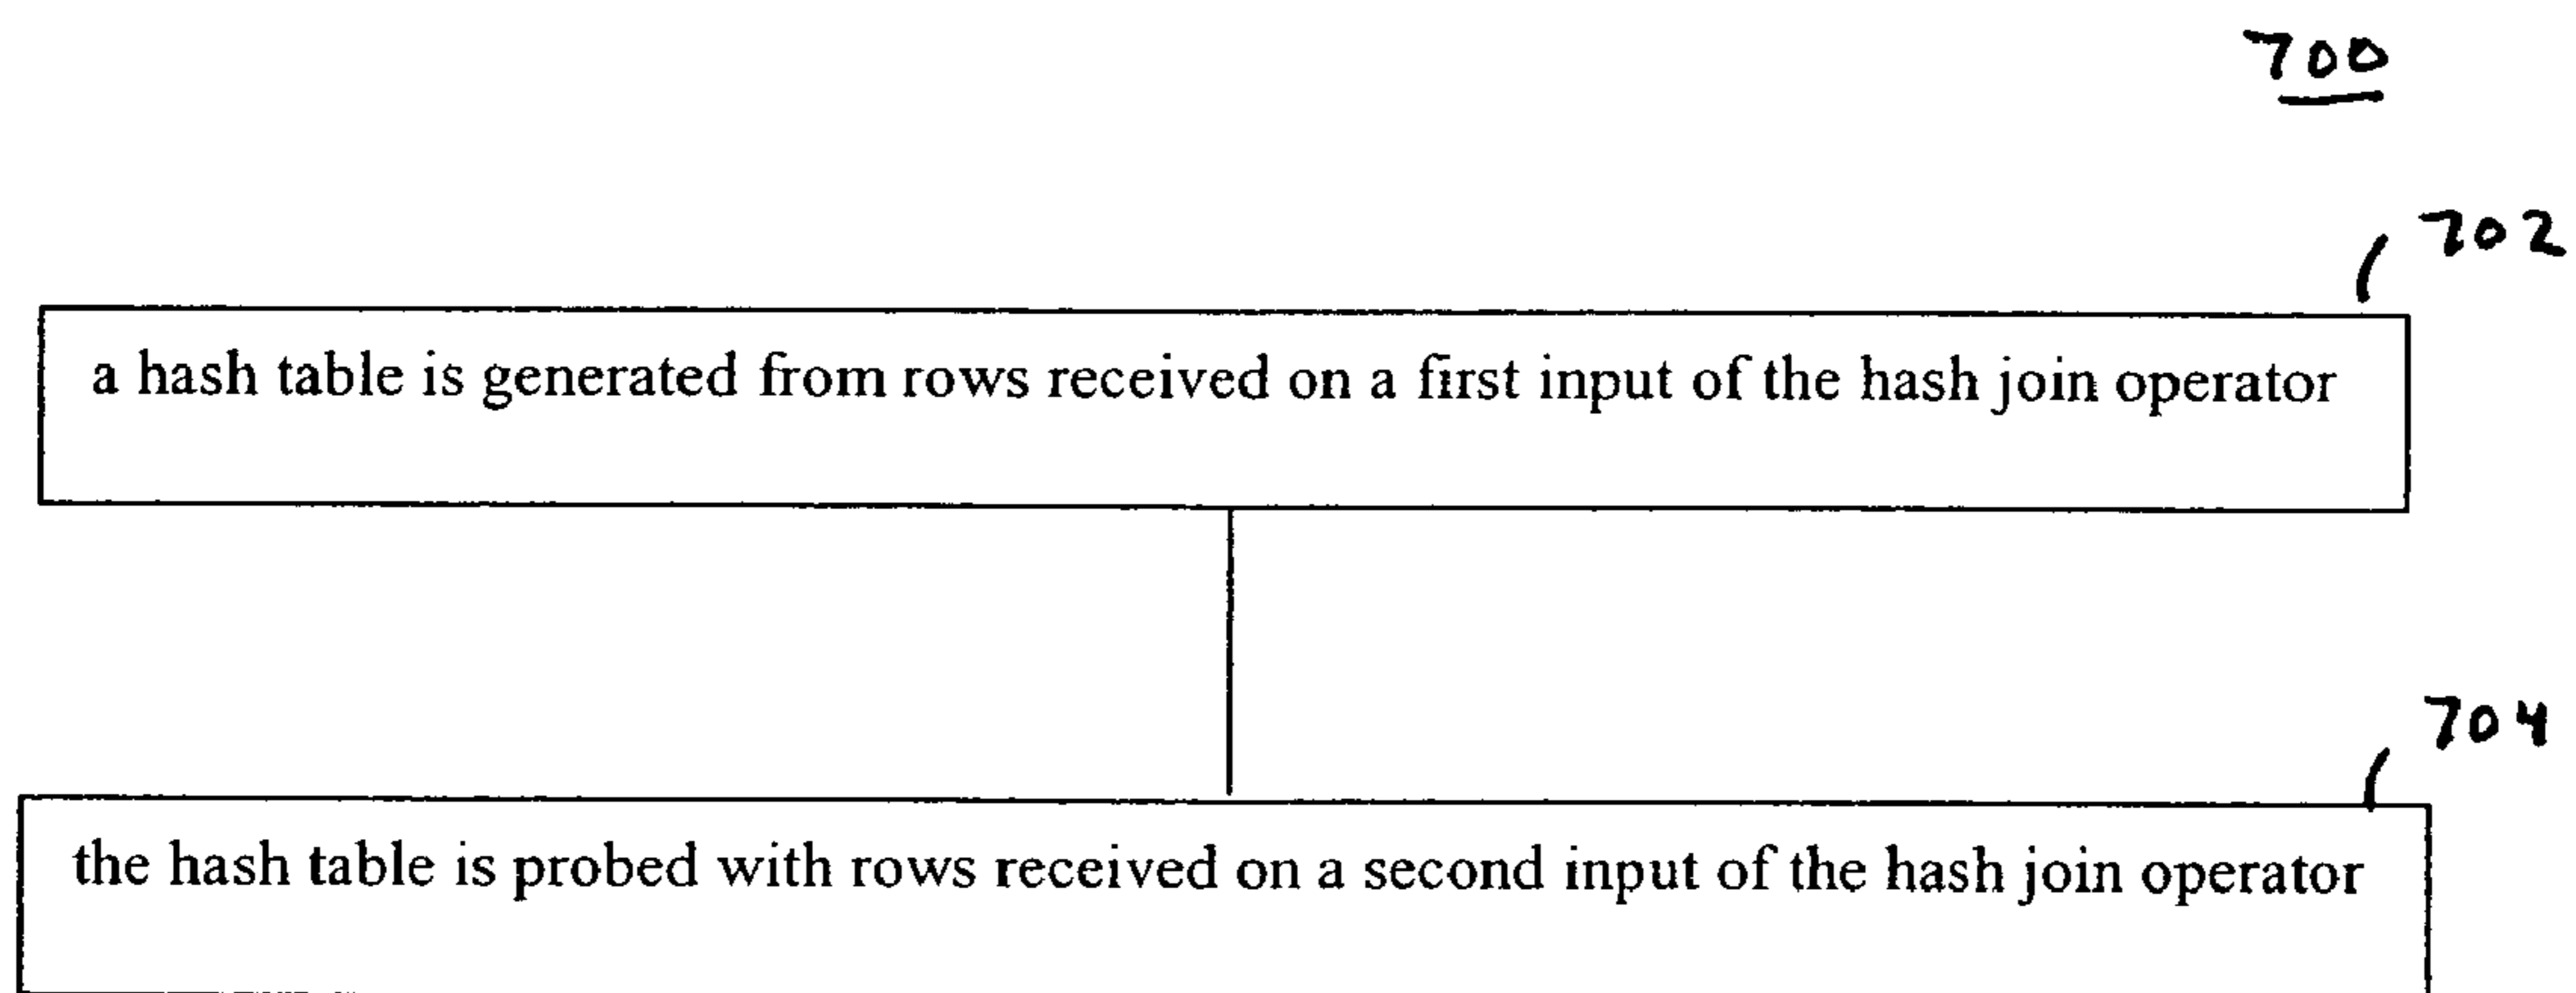 700
702
a hash table is generated from rows received on a first input of the hash join operator
704
the hash table is probed with rows received on a second input of the hash join operator